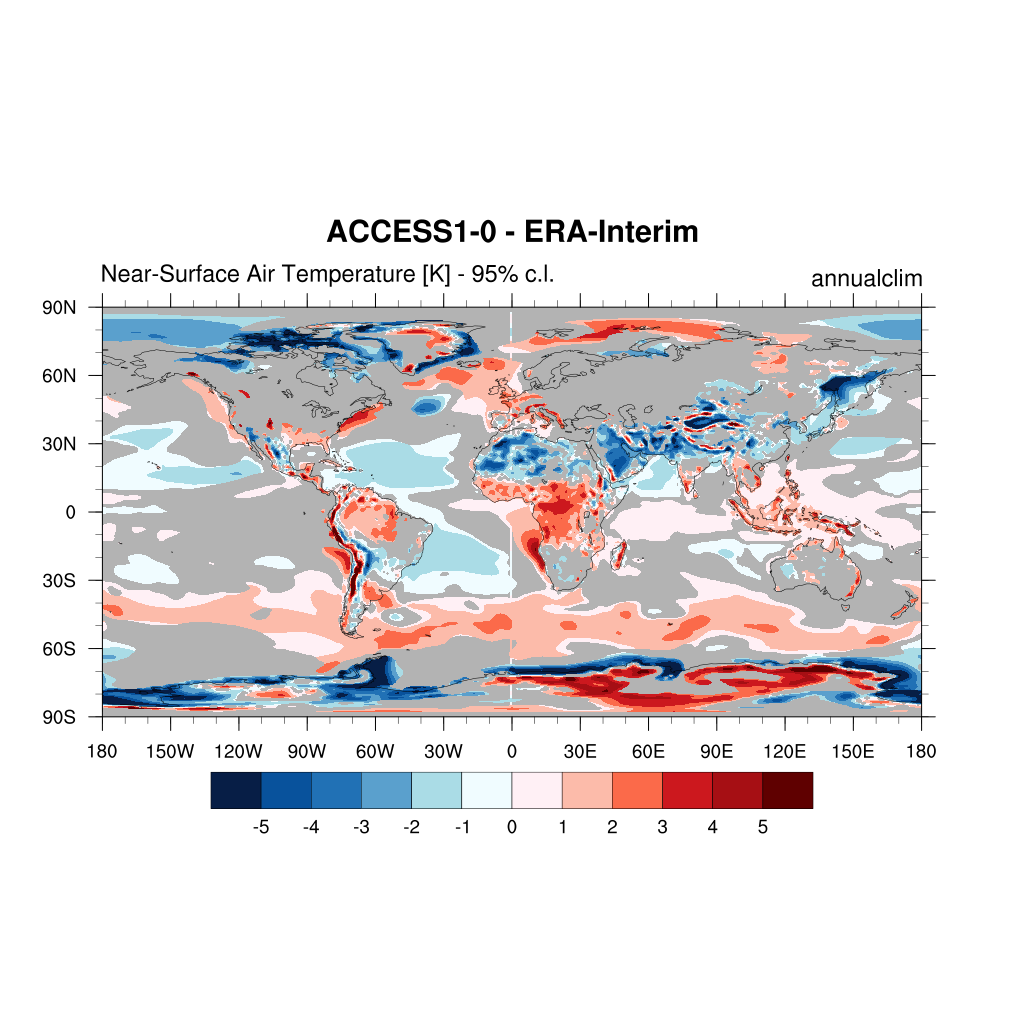 ACCESS1-0 - ERA-Interim
Near-Surface Air Temperature [K] - 95% c.l.
annualclim
90N
60N
30N
0
30S
60S
90S
180 150W 120W 90W 60W 30W 0 30E 60E 90E 120E 150E 180
-5 -4 -3 -2 -1 0 1 2 3 4 5